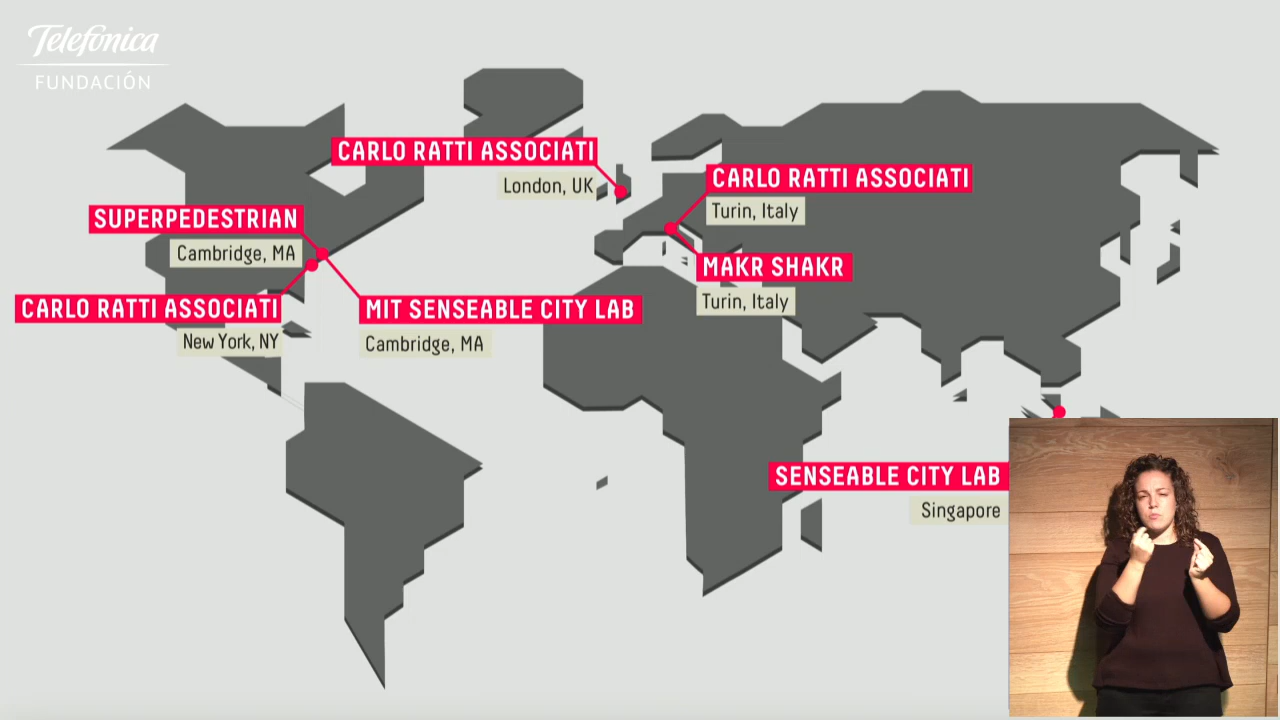 Telefónica
FUNDACIÓN
CARLO RATTI ASSOCIATI
London, UK
CARLO RATTI ASSOCIATI
Turin, Italy
SUPERPEDESTRIAN
Cambridge, MA
MAKR SHAKR
Turin, Italy
CARLO RATTI ASSOCIATI
New York, NY
MIT SENSEABLE CITY LAB
Cambridge, MA
SENSEABLE CITY LAB
Singapore